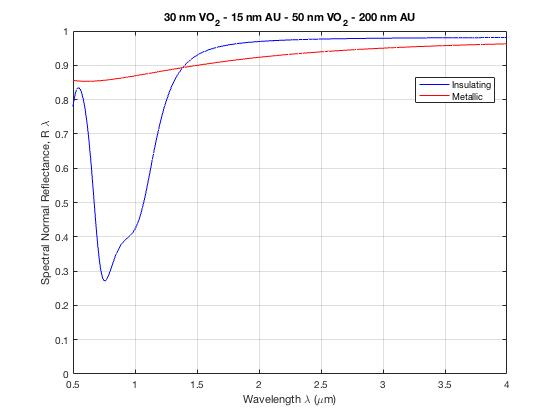 30 nm VO2 - 15 nm AU - 50 nm VO2 - 200 nm AU
1
0.9
0.8
0.7
0.6
0.5
0.4
0.3
0.2
0.1
0
Spectral Normal Reflectance, R λ
Insulating
Metallic
0.5 1 1.5 2 2.5 3 3.5 4
Wavelength λ (μm)